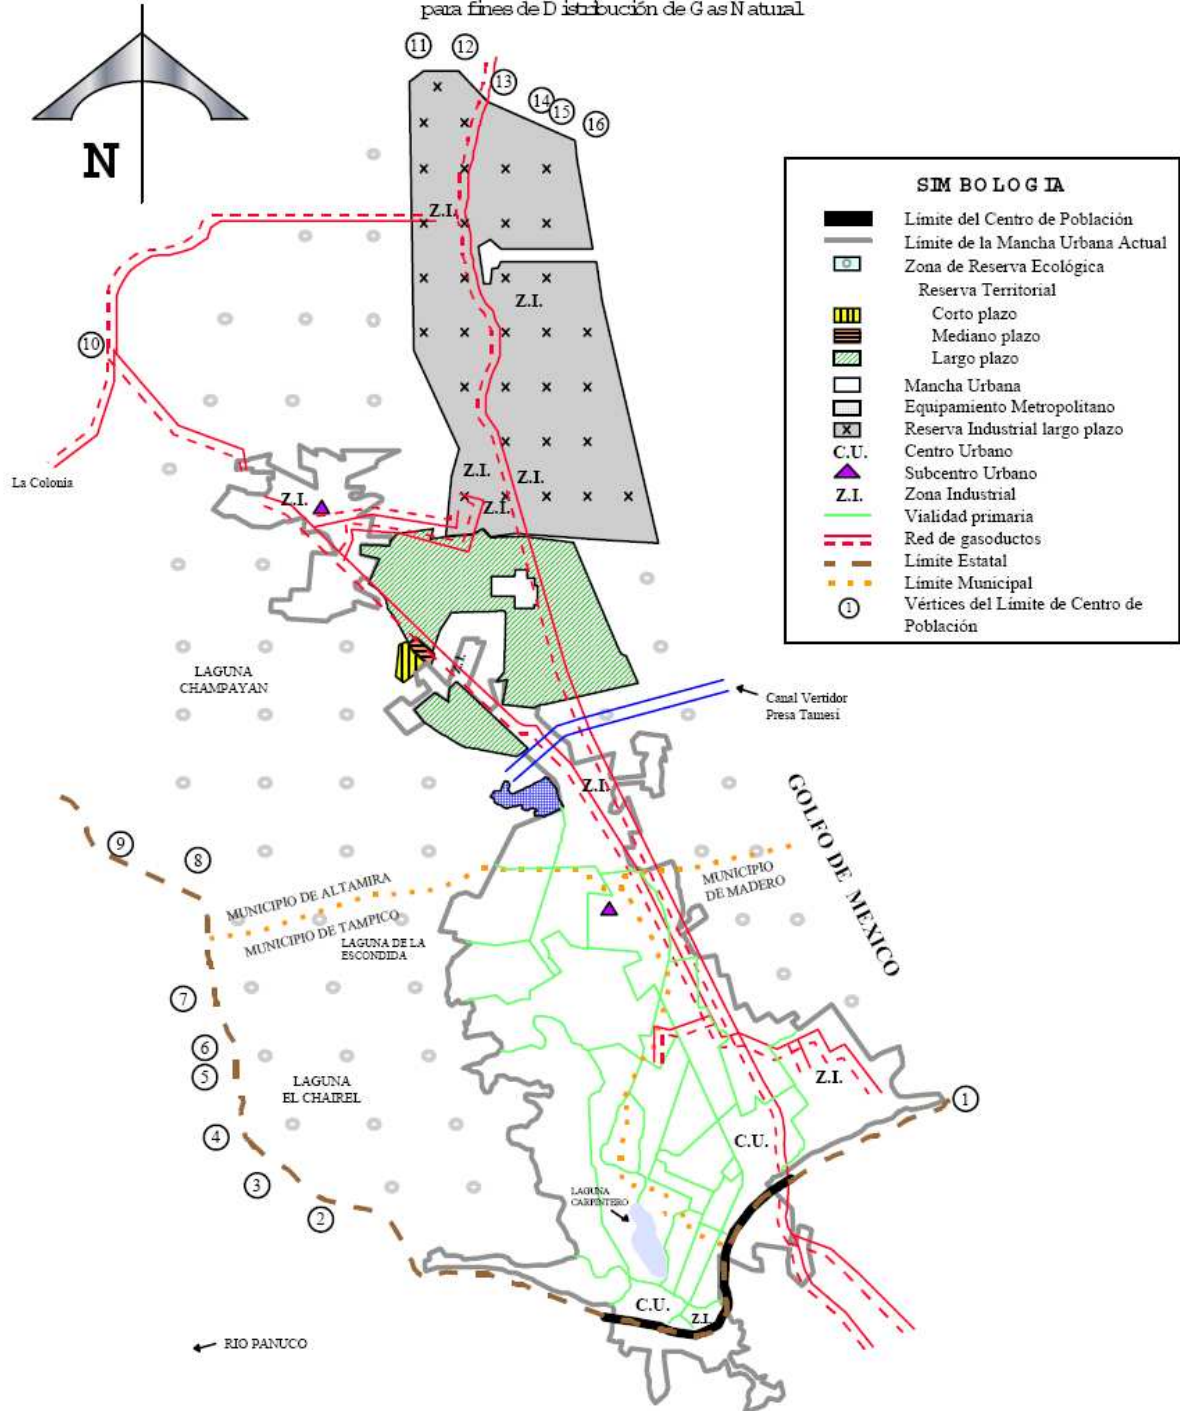 para fines de Distribución de Gas Natural
11
12
13
14
15
16
N
SIMBOLOGIA
Límite del Centro de Población
Límite de la Mancha Urbana Actual
Zona de Reserva Ecológica
Reserva Territorial
Corto plazo
Mediano plazo
Largo plazo
Mancha Urbana
Equipamiento Metropolitano
x Reserva Industrial largo plazo
C.U. Centro Urbano
Subcentro Urbano
Z.I. Zona Industrial
Vialidad primaria
Red de gasoductos
Límite Estatal
Límite Municipal
1 Vértices del Límite de Centro de
Población
Z.I.
Z.I.
10
La Colonia
Z.I.
Z.I.
Z.I.
Z.I.
Z.I.
LAGUNA
CHAMPAYAN
Canal Vertidor
Presa Tamesi
Z.I.
GOLFO DE MEXICO
9
8
MUNICIPIO DE ALTAMIRA
MUNICIPIO DE TAMPICO
MUNICIPIO
DE MADERO
LAGUNA DE LA
ESCONDIDA
7
6
5
LAGUNA
EL CHAIREL
Z.I.
1
4
C.U.
3
2
LAGUNA
CARPINTERO
C.U.
Z.I.
RIO PANUCO